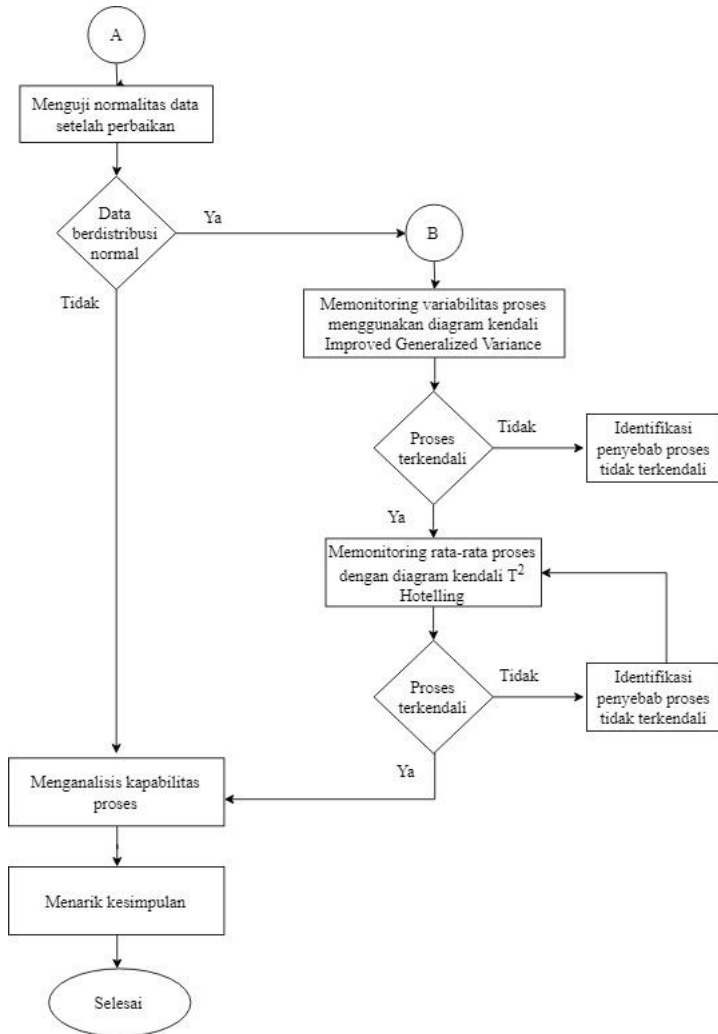 A
Menguji normalitas data
setelah perbaikan
Data
berdistribusi
normal
Ya
B
Tidak
Memonitoring variabilitas proses
menggunakan diagram kendali
Improved Generalized Variance
Proses
terkendali
Tidak
Identifikasi
penyebab proses
tidak terkendali
Ya
Memonitoring rata-rata proses
dengan diagram kendali T²
Hotelling
Proses
terkendali
Tidak
Identifikasi
penyebab proses
tidak terkendali
Ya
Menganalisis kapabilitas
proses
Menarik kesimpulan
Selesai